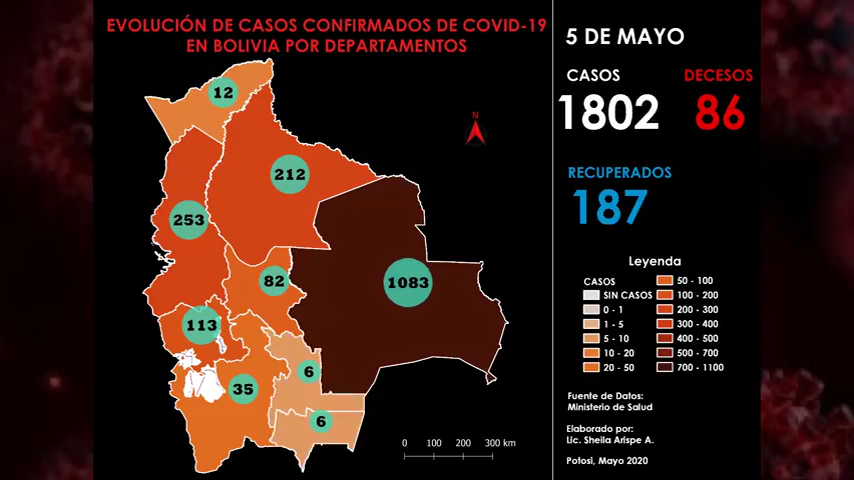 EVOLUCIÓN DE CASOS CONFIRMADOS DE COVID-19
EN BOLIVIA POR DEPARTAMENTOS
12
212
253
82
1083
113
6
35
6
N
0 100 200 300 km
5 DE MAYO
CASOS DECESOS
1802 86
RECUPERADOS
187
Leyenda
CASOS
SIN CASOS
0 - 1
1 - 5
5 - 10
10 - 20
20 - 50
50 - 100
100 - 200
200 - 300
300 - 400
400 - 500
500 - 700
700 - 1100
Fuente de Datos:
Ministerio de Salud
Elaborado por:
Lic. Sheila Arispe A.
Potosi, Mayo 2020